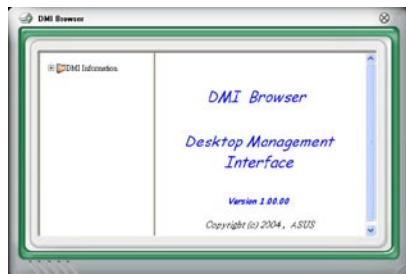 DMI Browser
DMI Information
DMI Browser
Desktop Management
Interface
Version 1.00.00
Copyright (c) 2004, ASUS